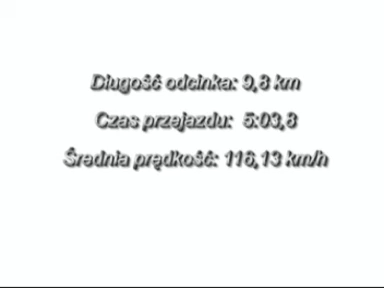 Długość odcinka: 9,8 km
Czas przejazdu: 5:03,8
Średnia prędkość: 116,13 km/h